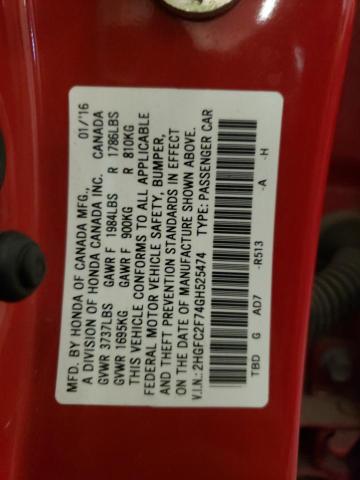 MFD. BY HONDA OF CANADA MFG., 01/'16
A DIVISION OF HONDA CANADA INC. CANADA
GVWR 3737LBS GAWR F 1984LBS R 1786LBS
GVWR 1695KG GAWR F 900KG R 810KG
THIS VEHICLE CONFORMS TO ALL APPLICABLE
FEDERAL MOTOR VEHICLE SAFETY, BUMPER,
AND THEFT PREVENTION STANDARDS IN EFFECT
ON THE DATE OF MANUFACTURE SHOWN ABOVE.
V.I.N.: 2HGFC2F74GH525474 TYPE: PASSENGER CAR
TBD G AD7 -N513 -A -H